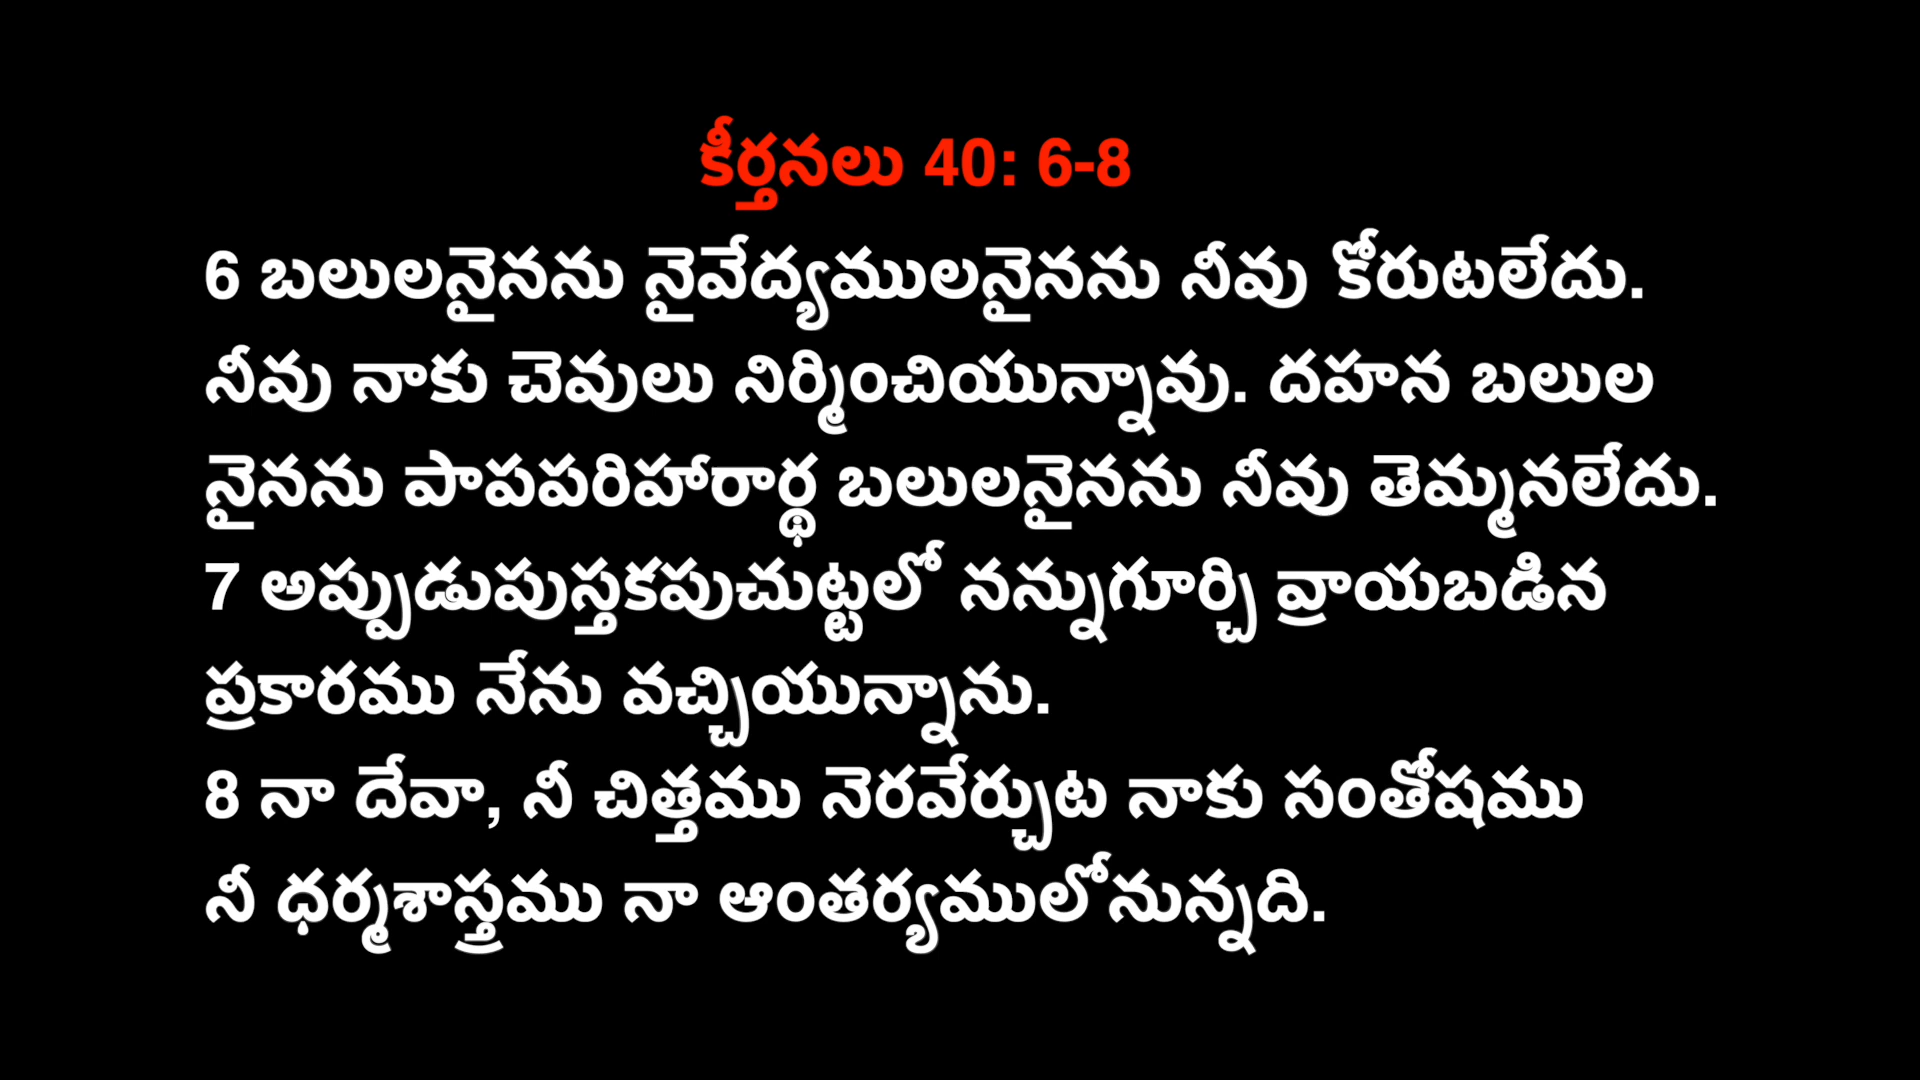 కీర్తనలు 40: 6-8
6 బలులనైనను నైవేద్యములనైనను నీవు కోరుటలేదు.
నీవు నాకు చెవులు నిర్మించియున్నావు. దహన బలుల
నైనను పాపపరిహారార్థ బలులనైనను నీవు తెమ్మనలేదు.
7 అప్పుడుపుస్తకపుచుట్టలో నన్నుగూర్చి వ్రాయబడిన
ప్రకారము నేను వచ్చియున్నాను.
8 నా దేవా, నీ చిత్తము నెరవేర్చుట నాకు సంతోషము
నీ ధర్మశాస్త్రము నా ఆంతర్యములోనున్నది.